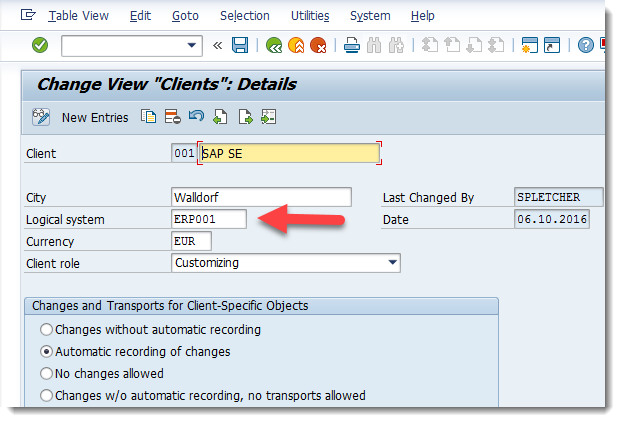 Table View Edit Goto Selection Utilities System Help
«
Change View "Clients": Details
New Entries
Client 001 SAP SE
City Walldorf Last Changed By SPLETCHER
Logical system ERP001 Date 06.10.2016
Currency EUR
Client role Customizing
Changes and Transports for Client-Specific Objects
Changes without automatic recording
Automatic recording of changes
No changes allowed
Changes w/o automatic recording, no transports allowed